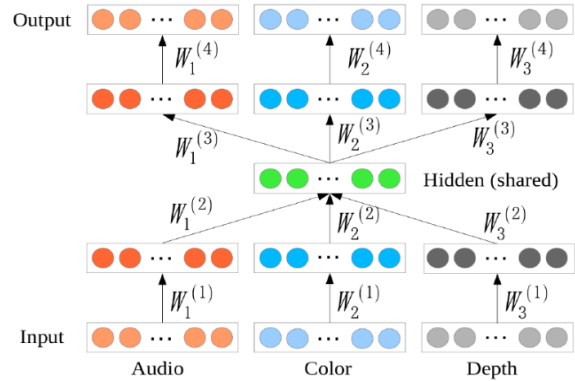 Output
W₁⁽⁴⁾ W₂⁽⁴⁾ W₃⁽⁴⁾
W₁⁽³⁾ W₂⁽³⁾ W₃⁽³⁾
Hidden (shared)
W₁⁽²⁾ W₂⁽²⁾ W₃⁽²⁾
W₁⁽¹⁾ W₂⁽¹⁾ W₃⁽¹⁾
Input
Audio Color Depth